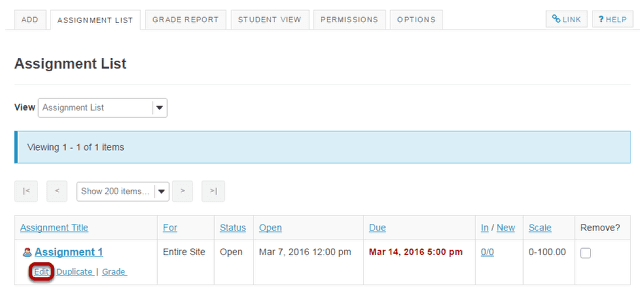 ADD ASSIGNMENT LIST GRADE REPORT STUDENT VIEW PERMISSIONS OPTIONS LINK ? HELP
Assignment List
View Assignment List
Viewing 1 - 1 of 1 items
|< < Show 200 items... > >|
Assignment Title For Status Open Due In / New Scale Remove?
Assignment 1 Entire Site Open Mar 7, 2016 12:00 pm Mar 14, 2016 5:00 pm 0/0 0-100.00
Edit | Duplicate | Grade